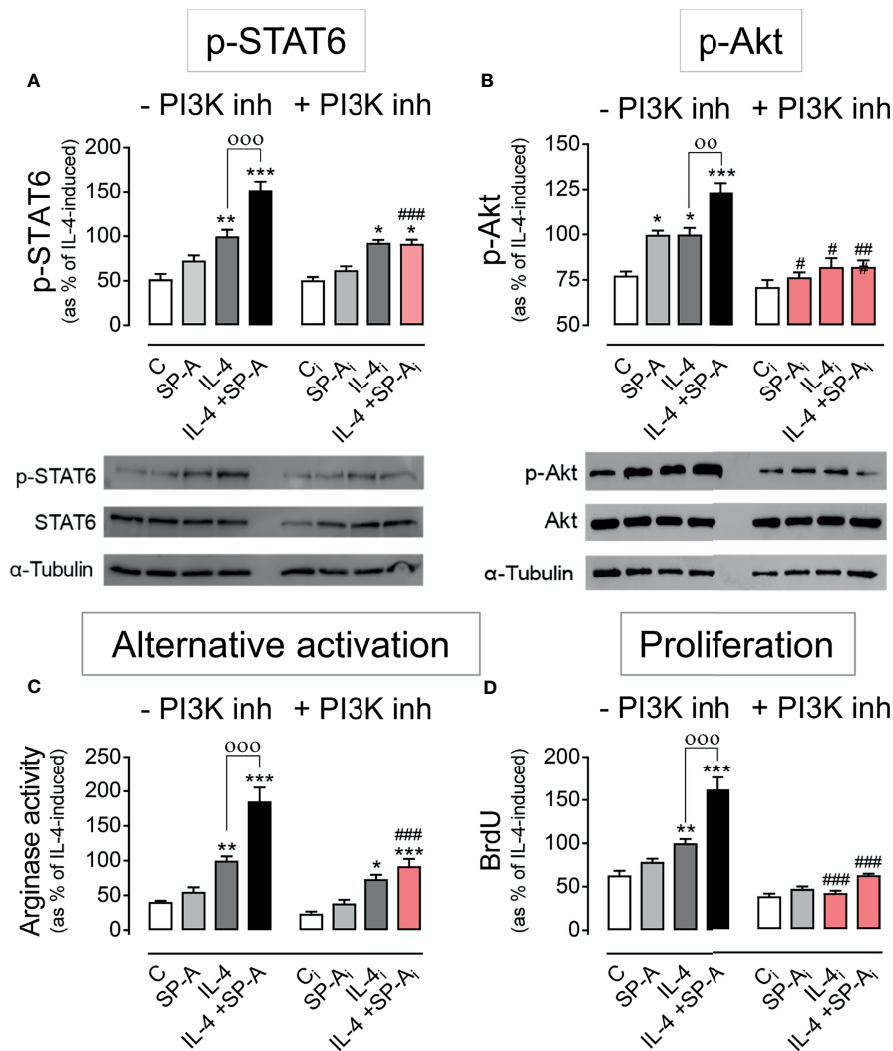 p-STAT6
p-Akt
A
- PI3K inh + PI3K inh
p-STAT6
(as % of IL-4-induced)
200
150
100
50
0
**
ooo
***
*
###
*
C
SP-A
IL-4
IL-4 +SP-A
Ci
SP-Ai
IL-4i
IL-4 +SP-Ai
p-STAT6
STAT6
α-Tubulin
B
- PI3K inh + PI3K inh
p-Akt
(as % of IL-4-induced)
150
125
100
75
50
*
*
oo
***
#
#
##
#
C
SP-A
IL-4
IL-4 +SP-A
Ci
SP-Ai
IL-4i
IL-4 +SP-Ai
p-Akt
Akt
α-Tubulin
Alternative activation
Proliferation
C
- PI3K inh + PI3K inh
Arginase activity
(as % of IL-4-induced)
250
200
150
100
50
0
**
ooo
***
*
###
***
C
SP-A
IL-4
IL-4 +SP-A
Ci
SP-Ai
IL-4i
IL-4 +SP-Ai
D
- PI3K inh + PI3K inh
BrdU
(as % of IL-4-induced)
200
150
100
50
0
**
ooo
***
###
###
C
SP-A
IL-4
IL-4 +SP-A
Ci
SP-Ai
IL-4i
IL-4 +SP-Ai